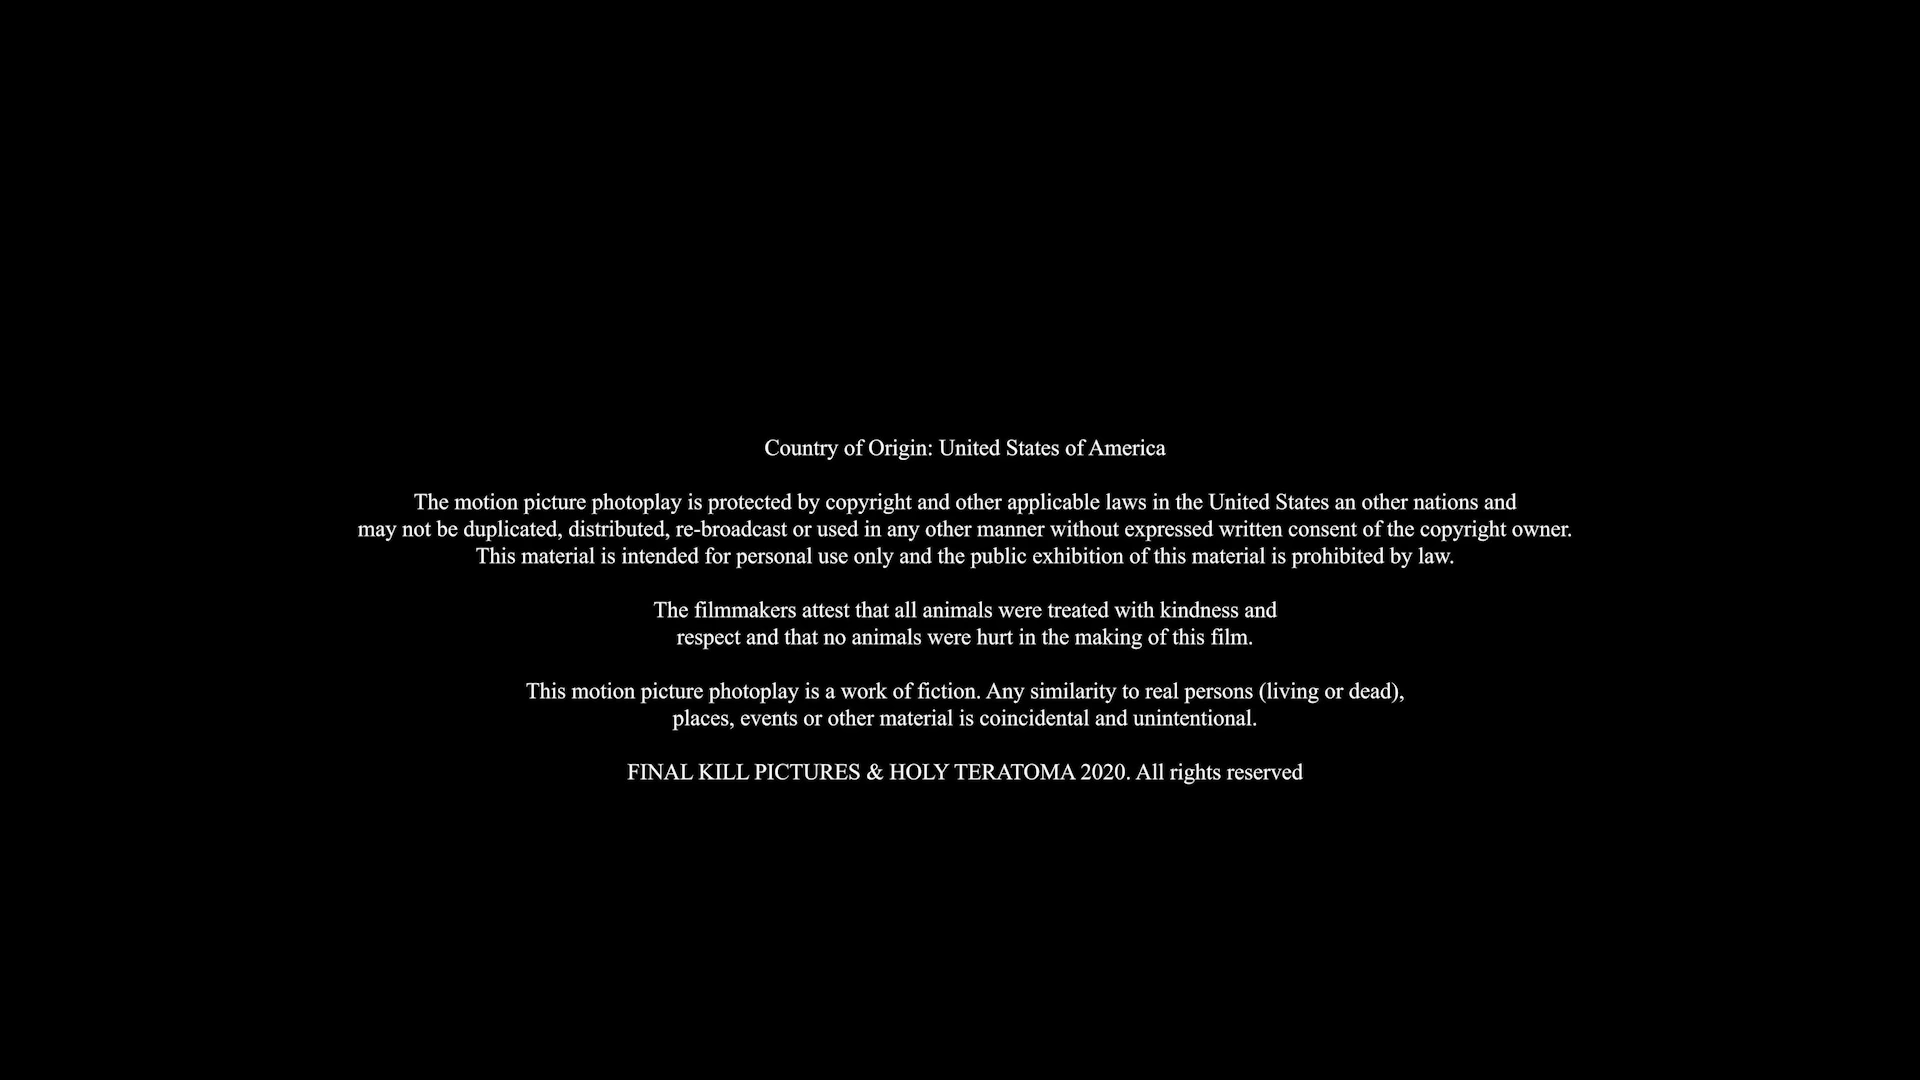 Country of Origin: United States of America
The motion picture photoplay is protected by copyright and other applicable laws in the United States an other nations and
may not be duplicated, distributed, re-broadcast or used in any other manner without expressed written consent of the copyright owner.
This material is intended for personal use only and the public exhibition of this material is prohibited by law.
The filmmakers attest that all animals were treated with kindness and
respect and that no animals were hurt in the making of this film.
This motion picture photoplay is a work of fiction. Any similarity to real persons (living or dead),
places, events or other material is coincidental and unintentional.
FINAL KILL PICTURES & HOLY TERATOMA 2020. All rights reserved